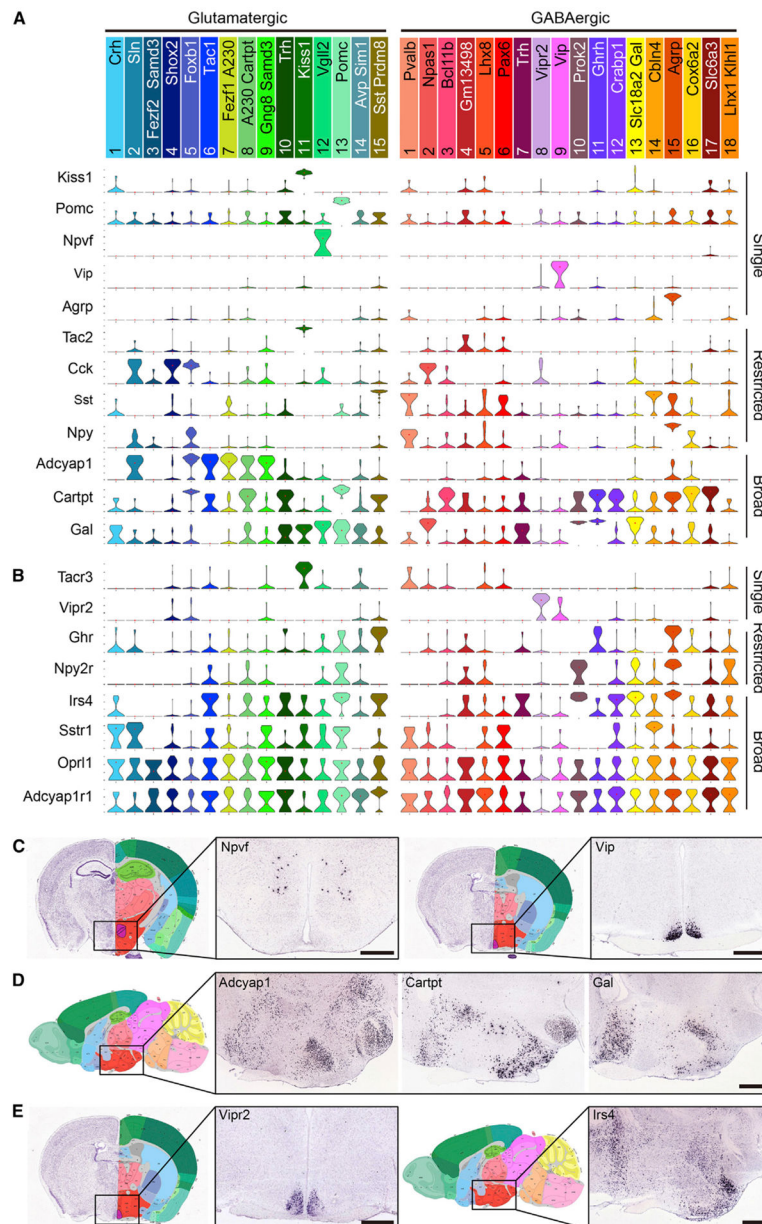 A
Glutamatergic
GABAergic
1 Crh
2 Sln
3 Fezf2 Samd3
4 Shox2
5 Foxb1
6 Tac1
7 Fezf1 A230
8 A230 Cartpt
9 Gng8 Samd3
10 Trh
11 Kiss1
12 Vgll2
13 Pomc
14 Avp Sim1
15 Sst Prdm8
1 Pvalb
2 Npas1
3 Bcl11b
4 Gm13498
5 Lhx8
6 Pax6
7 Trh
8 Vipr2
9 Vip
10 Prok2
11 Ghrh
12 Crabp1
13 Slc18a2 Gal
14 Cbln4
15 Agrp
16 Cox6a2
17 Slc6a3
18 Lhx1 Klhl1
Kiss1
Pomc
Npvf
Vip
Agrp
Single
Tac2
Cck
Sst
Npy
Restricted
Adcyap1
Cartpt
Gal
Broad
B
Tacr3
Vipr2
Single
Ghr
Npy2r
Restricted
Irs4
Sstr1
Oprl1
Adcyap1r1
Broad
C
Npvf
Vip
D
Adcyap1
Cartpt
Gal
E
Vipr2
Irs4